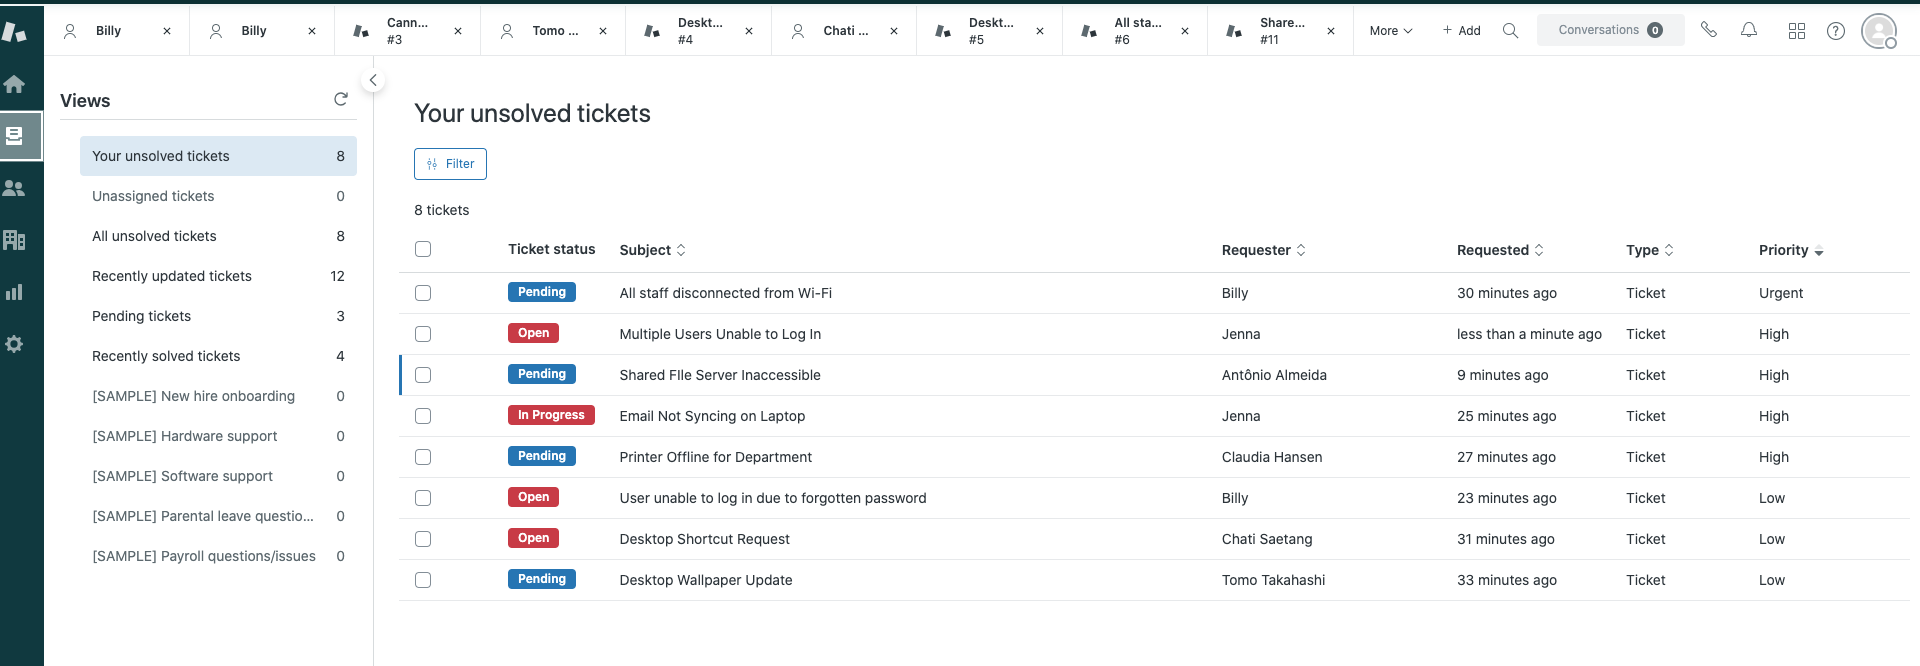 Billy
Billy
Cann...
#3
Tomo ...
Deskt...
#4
Chati ...
Deskt...
#5
All sta...
#6
Share...
#11
More
+ Add
Conversations 0
Views
Your unsolved tickets 8
Unassigned tickets 0
All unsolved tickets 8
Recently updated tickets 12
Pending tickets 3
Recently solved tickets 4
[SAMPLE] New hire onboarding 0
[SAMPLE] Hardware support 0
[SAMPLE] Software support 0
[SAMPLE] Parental leave questio... 0
[SAMPLE] Payroll questions/issues 0
Your unsolved tickets
Filter
8 tickets
Ticket status Subject Requester Requested Type Priority
Pending All staff disconnected from Wi-Fi Billy 30 minutes ago Ticket Urgent
Open Multiple Users Unable to Log In Jenna less than a minute ago Ticket High
Pending Shared FIle Server Inaccessible Antônio Almeida 9 minutes ago Ticket High
In Progress Email Not Syncing on Laptop Jenna 25 minutes ago Ticket High
Pending Printer Offline for Department Claudia Hansen 27 minutes ago Ticket High
Open User unable to log in due to forgotten password Billy 23 minutes ago Ticket Low
Open Desktop Shortcut Request Chati Saetang 31 minutes ago Ticket Low
Pending Desktop Wallpaper Update Tomo Takahashi 33 minutes ago Ticket Low